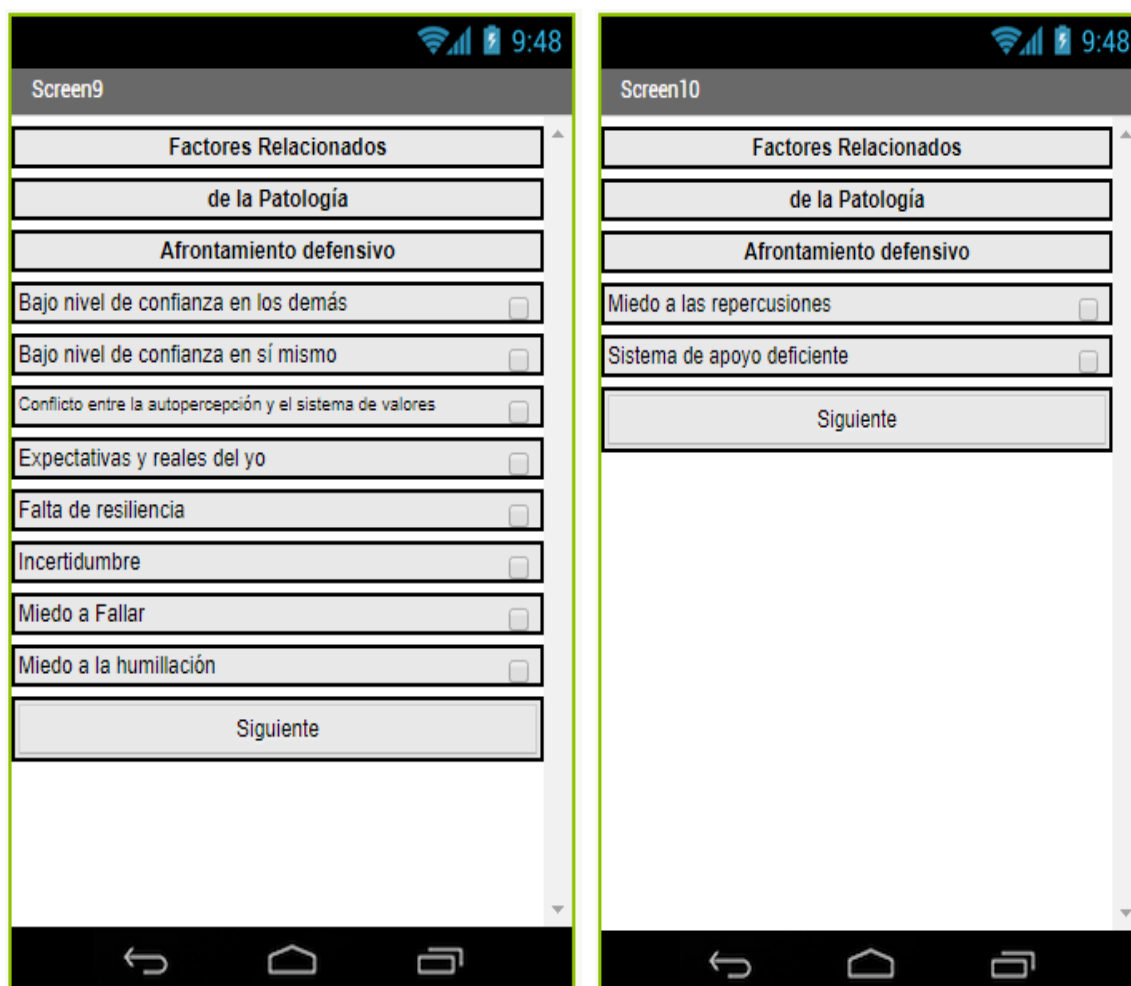 9:48
Screen9
Factores Relacionados
de la Patología
Afrontamiento defensivo
Bajo nivel de confianza en los demás
Bajo nivel de confianza en sí mismo
Conflicto entre la autopercepción y el sistema de valores
Expectativas y reales del yo
Falta de resiliencia
Incertidumbre
Miedo a Fallar
Miedo a la humillación
Siguiente
9:48
Screen10
Factores Relacionados
de la Patología
Afrontamiento defensivo
Miedo a las repercusiones
Sistema de apoyo deficiente
Siguiente